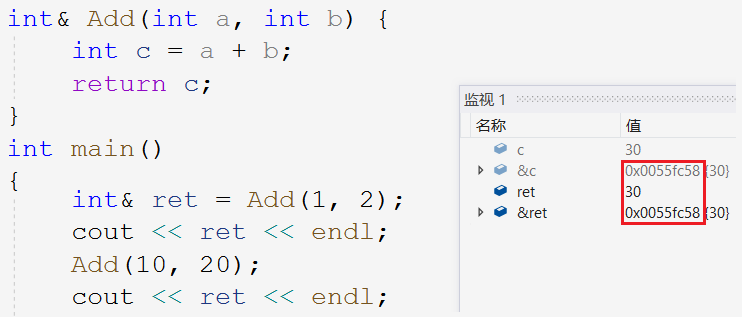 int& Add(int a, int b) {
    int c = a + b;
    return c;
}
int main()
{
    int& ret = Add(1, 2);
    cout << ret << endl;
    Add(10, 20);
    cout << ret << endl;
监视 1
名称 值
c 30
&c 0x0055fc58 {30}
ret 30
&ret 0x0055fc58 {30}